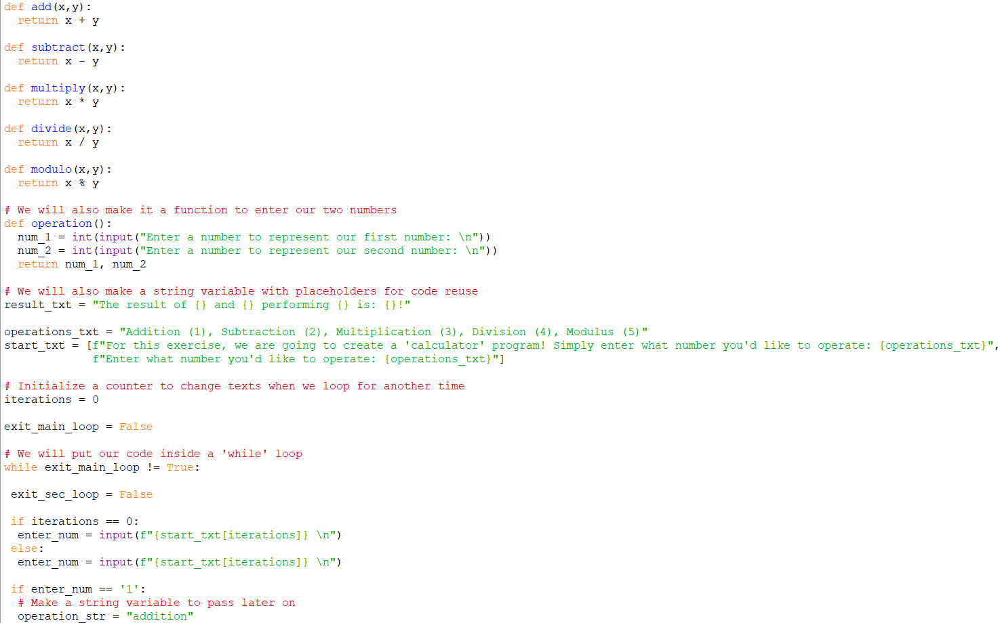 def add(x,y):
  return x + y

def subtract(x,y):
  return x - y

def multiply(x,y):
  return x * y

def divide(x,y):
  return x / y

def modulo(x,y):
  return x % y

# We will also make it a function to enter our two numbers
def operation():
  num_1 = int(input("Enter a number to represent our first number: \n"))
  num_2 = int(input("Enter a number to represent our second number: \n"))
  return num_1, num_2

# We will also make a string variable with placeholders for code reuse
result_txt = "The result of {} and {} performing {} is: {}!"

operations_txt = "Addition (1), Subtraction (2), Multiplication (3), Division (4), Modulus (5)"
start_txt = [f"For this exercise, we are going to create a 'calculator' program! Simply enter what number you'd like to operate: {operations_txt}",
             f"Enter what number you'd like to operate: {operations_txt}"]

# Initialize a counter to change texts when we loop for another time
iterations = 0

exit_main_loop = False

# We will put our code inside a 'while' loop
while exit_main_loop != True:

 exit_sec_loop = False

 if iterations == 0:
  enter_num = input(f"{start_txt[iterations]} \n")
 else:
  enter_num = input(f"{start_txt[iterations]} \n")

 if enter_num == '1':
  # Make a string variable to pass later on
  operation_str = "addition"